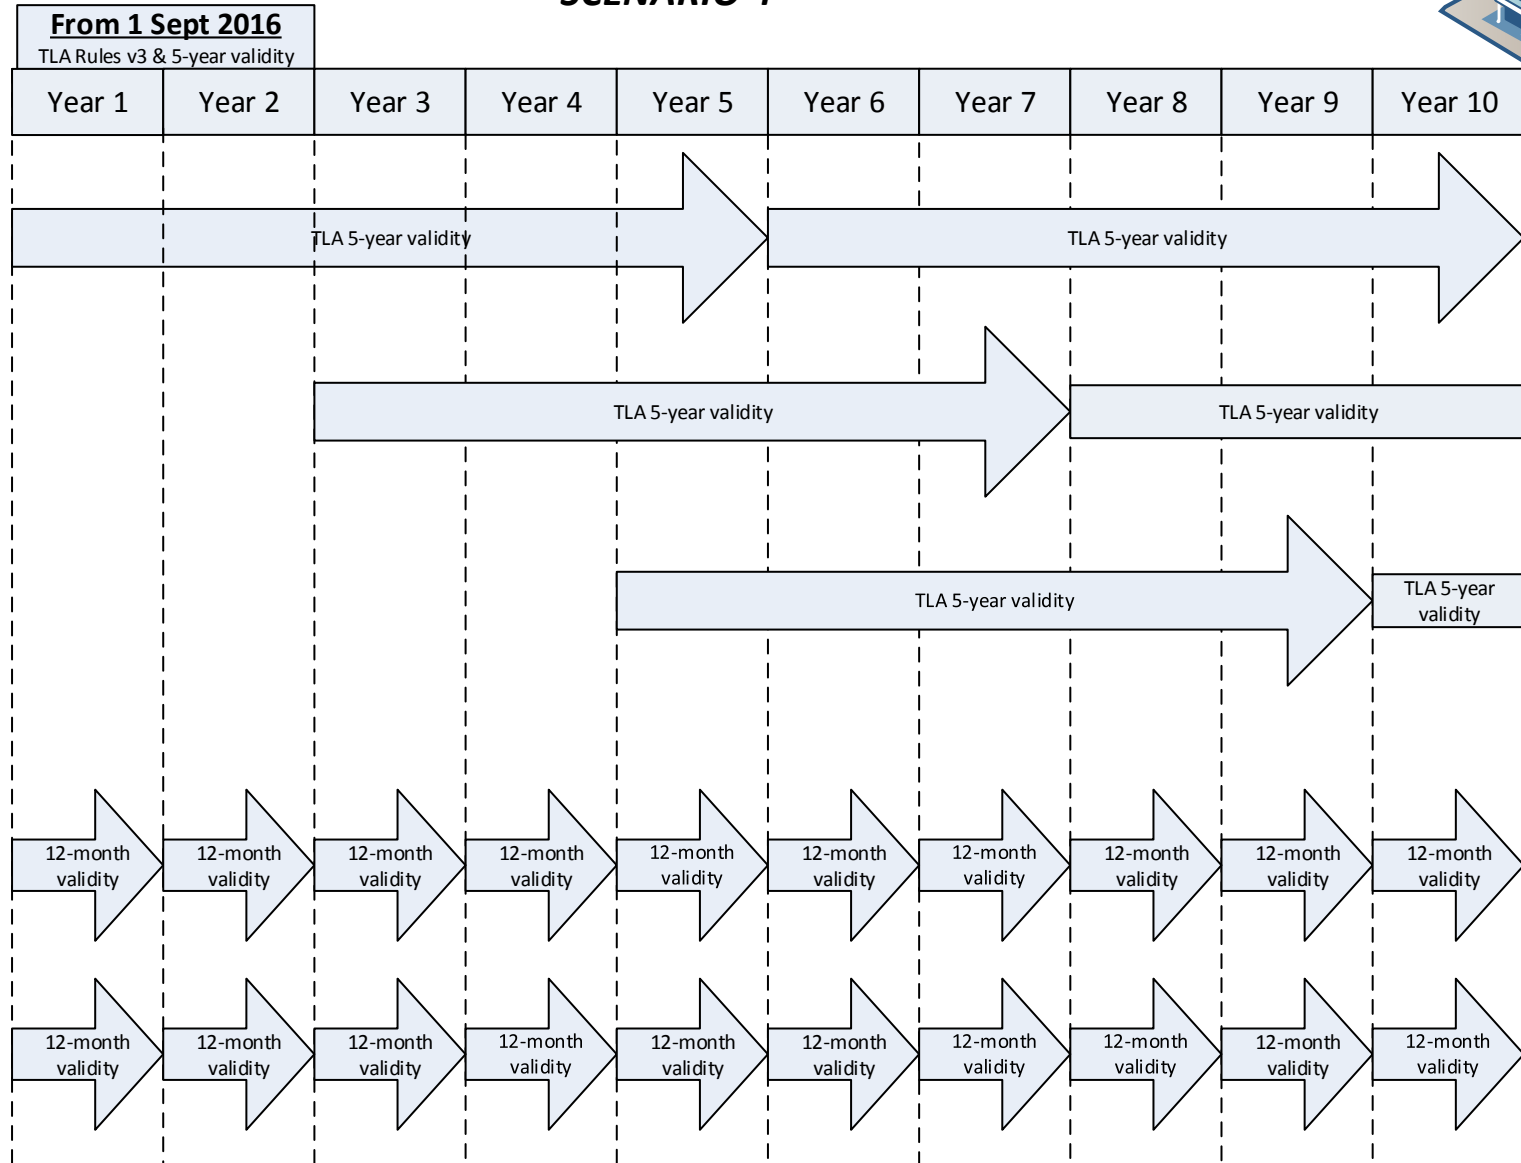 SCENARIO
From 1 Sept 2016
TLA Rules v3 & 5-year validity
Year 1
Year 2
Year 3
Year 4
Year 5
Year 6
Year 7
Year 8
Year 9
Year 10
TLA 5-year validity
TLA 5-year validity
TLA 5-year validity
TLA 5-year validity
TLA 5-year validity
TLA 5-year
validity
12-month
validity
12-month
validity
12-month
validity
12-month
validity
12-month
validity
12-month
validity
12-month
validity
12-month
validity
12-month
validity
12-month
validity
12-month
validity
12-month
validity
12-month
validity
12-month
validity
12-month
validity
12-month
validity
12-month
validity
12-month
validity
12-month
validity
12-month
validity